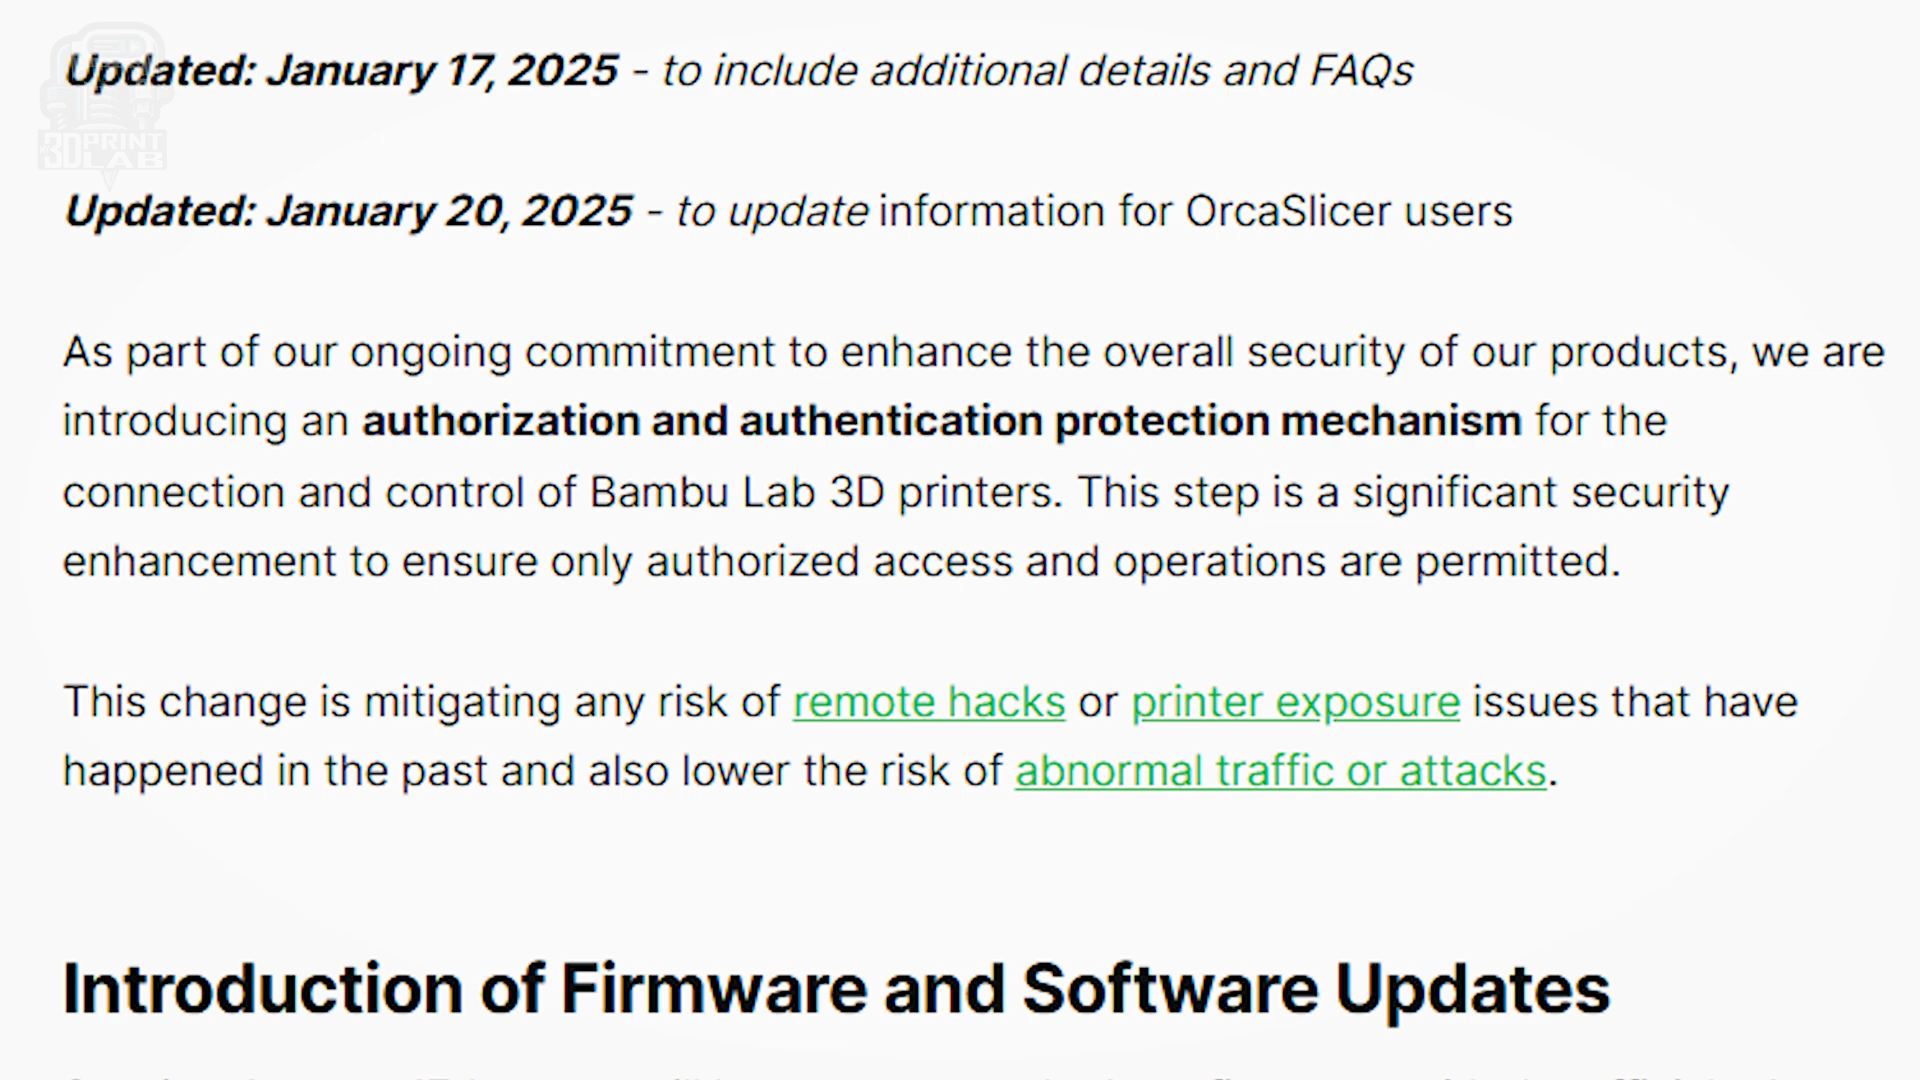 Updated: January 17, 2025 - to include additional details and FAQs
MY 3D PRINT LAB
Updated: January 20, 2025 - to update information for OrcaSlicer users
As part of our ongoing commitment to enhance the overall security of our products, we are
introducing an authorization and authentication protection mechanism for the
connection and control of Bambu Lab 3D printers. This step is a significant security
enhancement to ensure only authorized access and operations are permitted.
This change is mitigating any risk of remote hacks or printer exposure issues that have
happened in the past and also lower the risk of abnormal traffic or attacks.
Introduction of Firmware and Software Updates